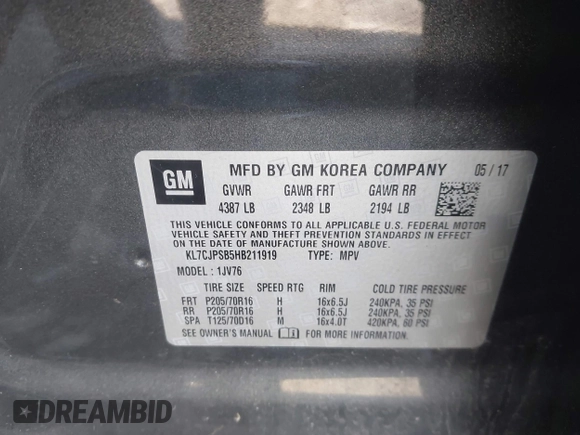 GM
MFD BY GM KOREA COMPANY 05 / 17
GVWR GAWR FRT GAWR RR
4387 LB 2348 LB 2194 LB
THIS VEHICLE CONFORMS TO ALL APPLICABLE U.S. FEDERAL MOTOR
VEHICLE SAFETY AND THEFT PREVENTION STANDARDS IN
EFFECT ON THE DATE OF MANUFACTURE SHOWN ABOVE.
KL7CJPSB5HB211919 TYPE: MPV
MODEL : 1JV76
TIRE SIZE SPEED RTG RIM COLD TIRE PRESSURE
FRT P205/70R16 H 16x6.5J 240KPA, 35 PSI
RR P205/70R16 H 16x6.5J 240KPA, 35 PSI
SPA T125/70D16 M 16x4.0T 420KPA, 60 PSI
SEE OWNER'S MANUAL FOR MORE INFORMATION.
DREAMBID